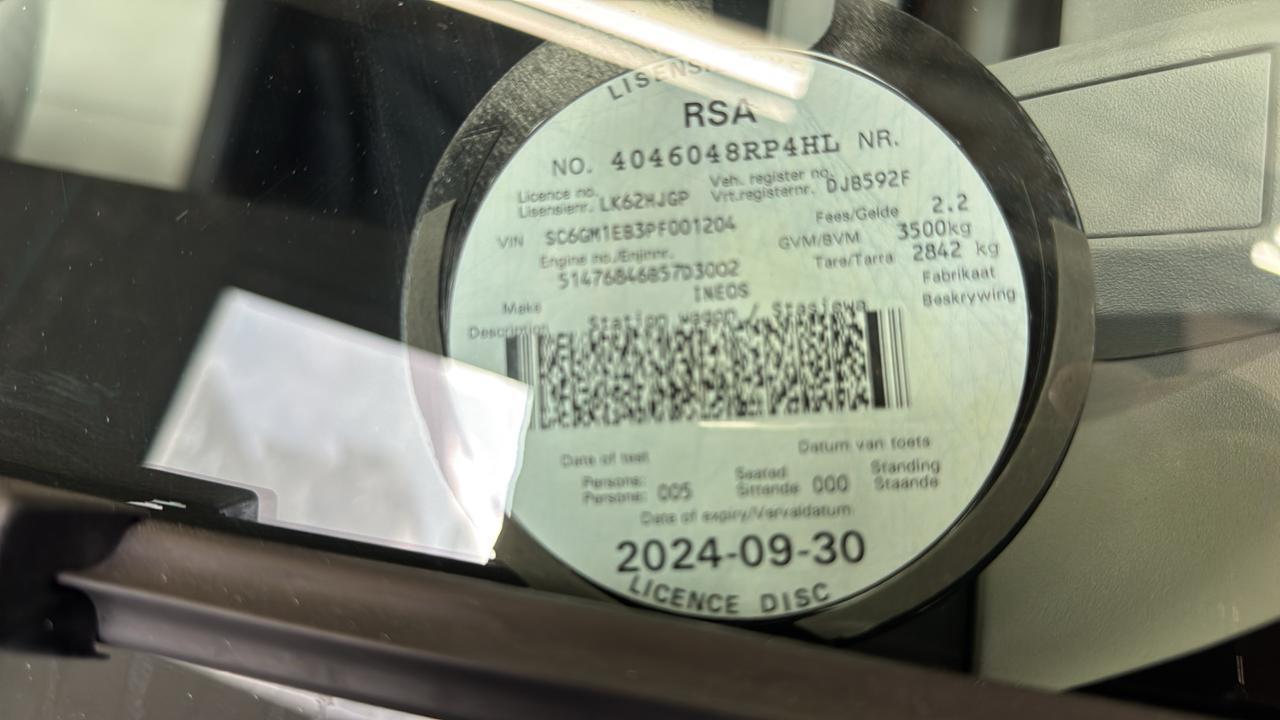 RSA
NO. 4046048RP4HL NR.
Licence no. Veh. register no.
Lisensienr. LK62HJGP Vrt.registernr. DJB592F
Fees/Gelde 2.2
VIN SC6GM1EB3PF001204 GVM/BVM 3500kg
Engine no./Enjinnr. Tare/Tarra 2842 kg
51476846857D3002
INEOS Fabrikaat
Make Beskrywing
Description Station wagon / Stasiewa
Date of test Datum van toets
Persons: Seated Standing
Persone: 005 Sittande 000 Staande
Date of expiry/Vervaldatum
2024-09-30
LICENCE DISC